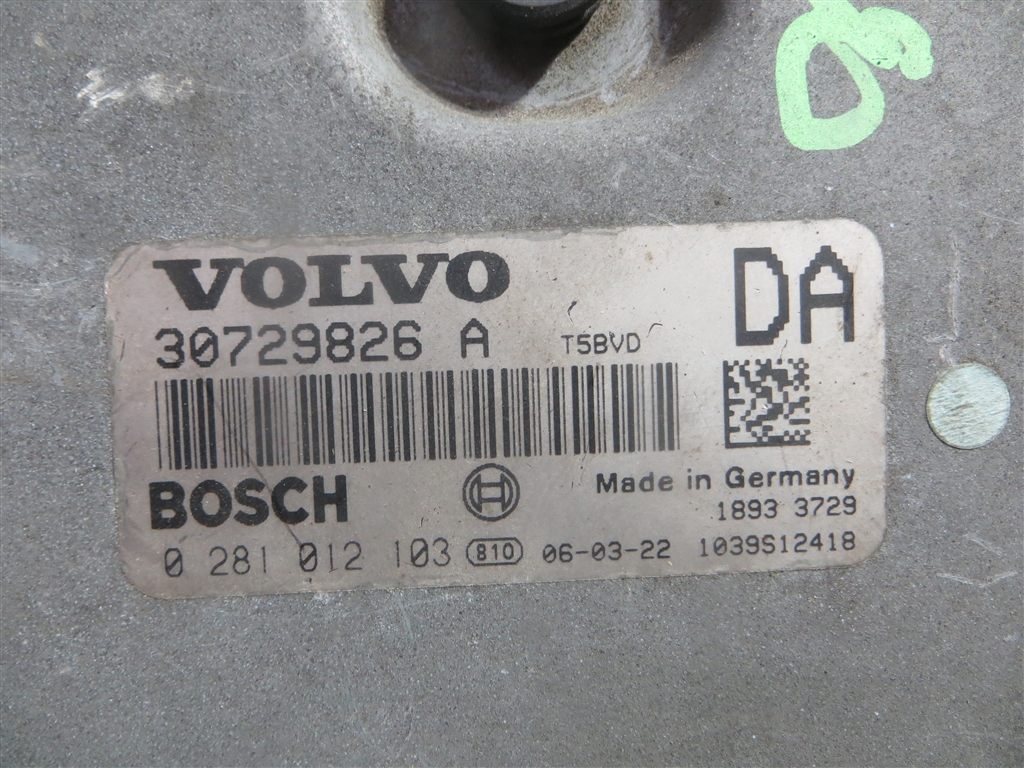 VOLVO
DA
30729826 A T5BVD
BOSCH
Made in Germany
1893 3729
0 281 012 103 810 06-03-22 1039S12418